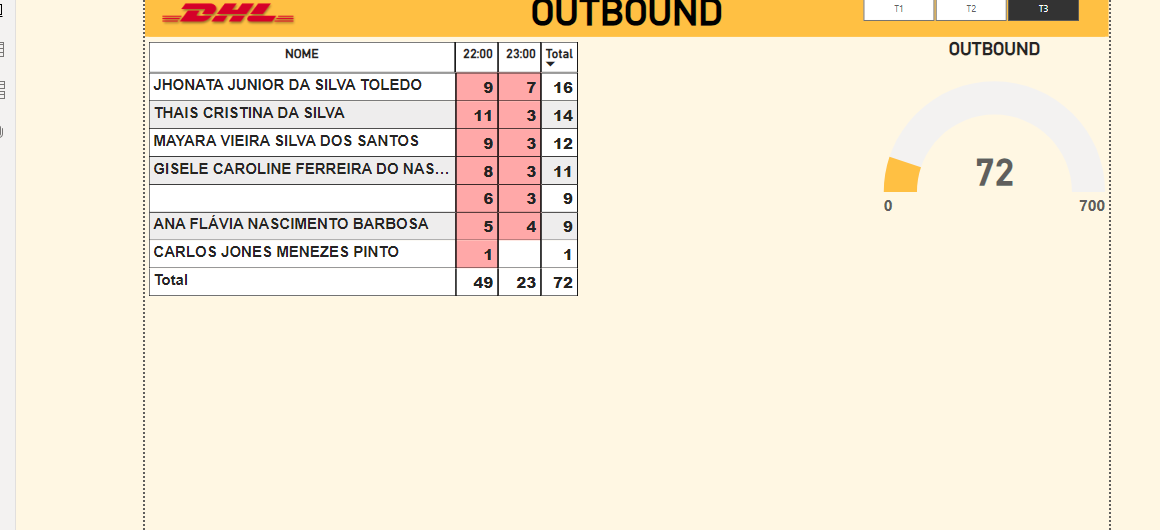 DHL
OUTBOUND
T1 T2 T3
NOME 22:00 23:00 Total
JHONATA JUNIOR DA SILVA TOLEDO 9 7 16
THAIS CRISTINA DA SILVA 11 3 14
MAYARA VIEIRA SILVA DOS SANTOS 9 3 12
GISELE CAROLINE FERREIRA DO NAS... 8 3 11
6 3 9
ANA FLÁVIA NASCIMENTO BARBOSA 5 4 9
CARLOS JONES MENEZES PINTO 1 1
Total 49 23 72
OUTBOUND
72
0 700